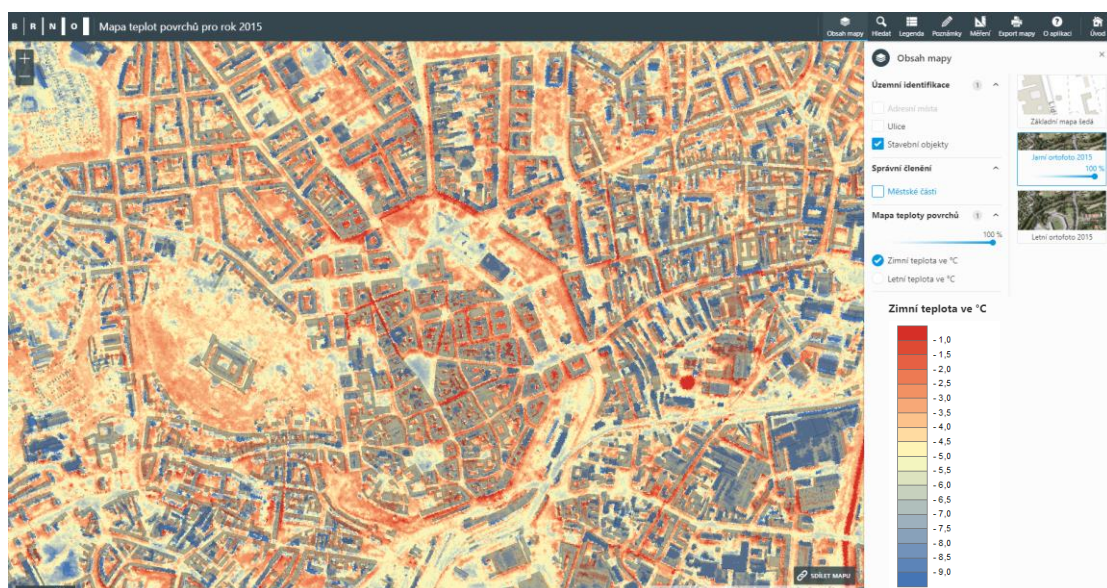 B | R | N | O Mapa teplot povrchů pro rok 2015
Obsah mapy Hledat Legenda Poznámky Měření Export mapy O aplikaci Úvod
+
−
Obsah mapy
×
Územní identifikace 1
Adresní místa
Ulice
Stavební objekty
Správní členění
Městské části
Mapa teploty povrchů 1
100 %
Zimní teplota ve °C
Letní teplota ve °C
Základní mapa šedá
Jarní ortofoto 2015
100 %
Letní ortofoto 2015
Zimní teplota ve °C
- 1,0
- 1,5
- 2,0
- 2,5
- 3,0
- 3,5
- 4,0
- 4,5
- 5,5
- 6,0
- 6,5
- 7,0
- 7,5
- 8,0
- 8,5
- 9,0
SDÍLET MAPU